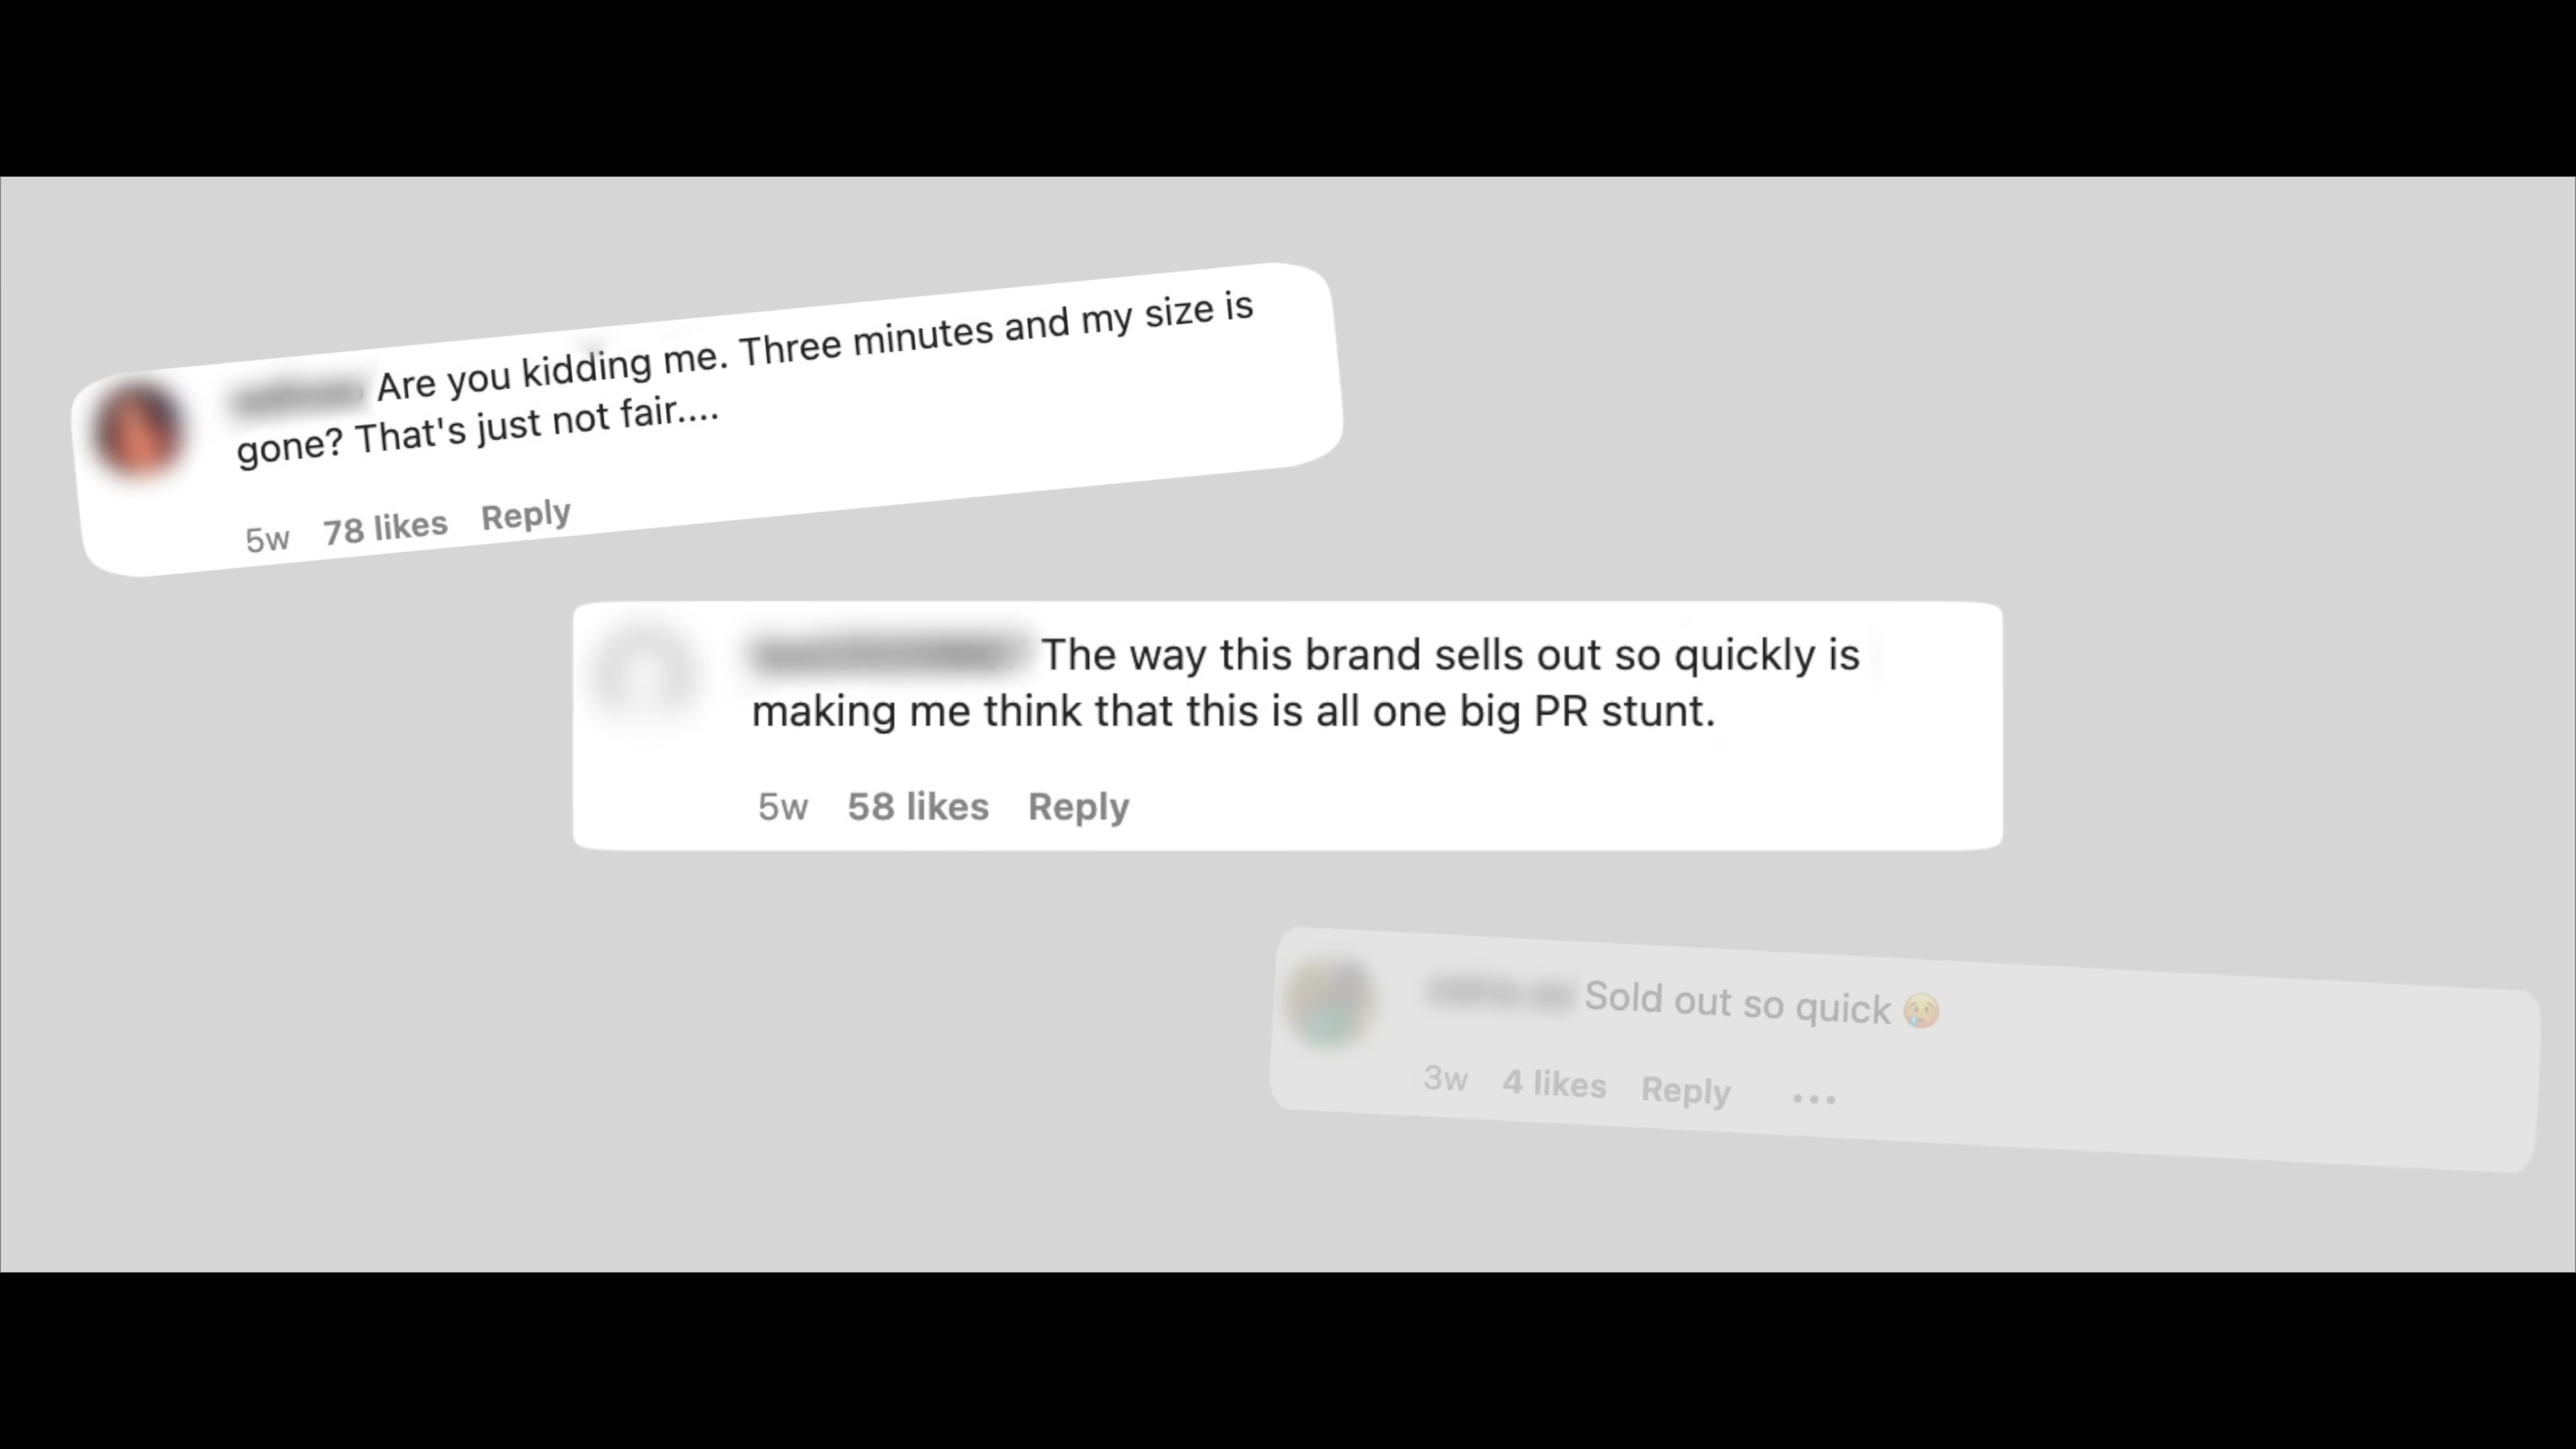 Are you kidding me. Three minutes and my size is
gone? That's just not fair....
5w 78 likes Reply
The way this brand sells out so quickly is
making me think that this is all one big PR stunt.
5w 58 likes Reply
Sold out so quick 😢
3w 4 likes Reply ...